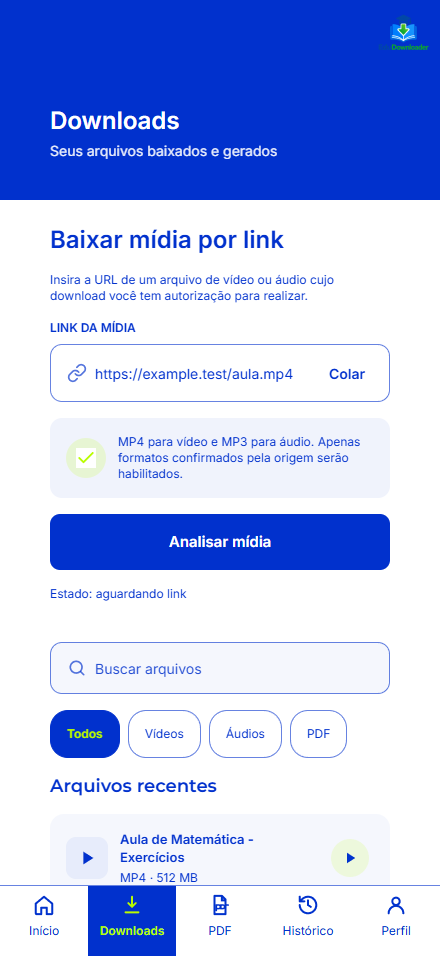 Downloader
Downloads
Seus arquivos baixados e gerados
Baixar mídia por link
Insira a URL de um arquivo de vídeo ou áudio cujo
download você tem autorização para realizar.
LINK DA MÍDIA
https://example.test/aula.mp4 Colar
MP4 para vídeo e MP3 para áudio. Apenas
formatos confirmados pela origem serão
habilitados.
Analisar mídia
Estado: aguardando link
Buscar arquivos
Todos Vídeos Áudios PDF
Arquivos recentes
Aula de Matemática -
Exercícios
MP4 · 512 MB
Início Downloads PDF Histórico Perfil